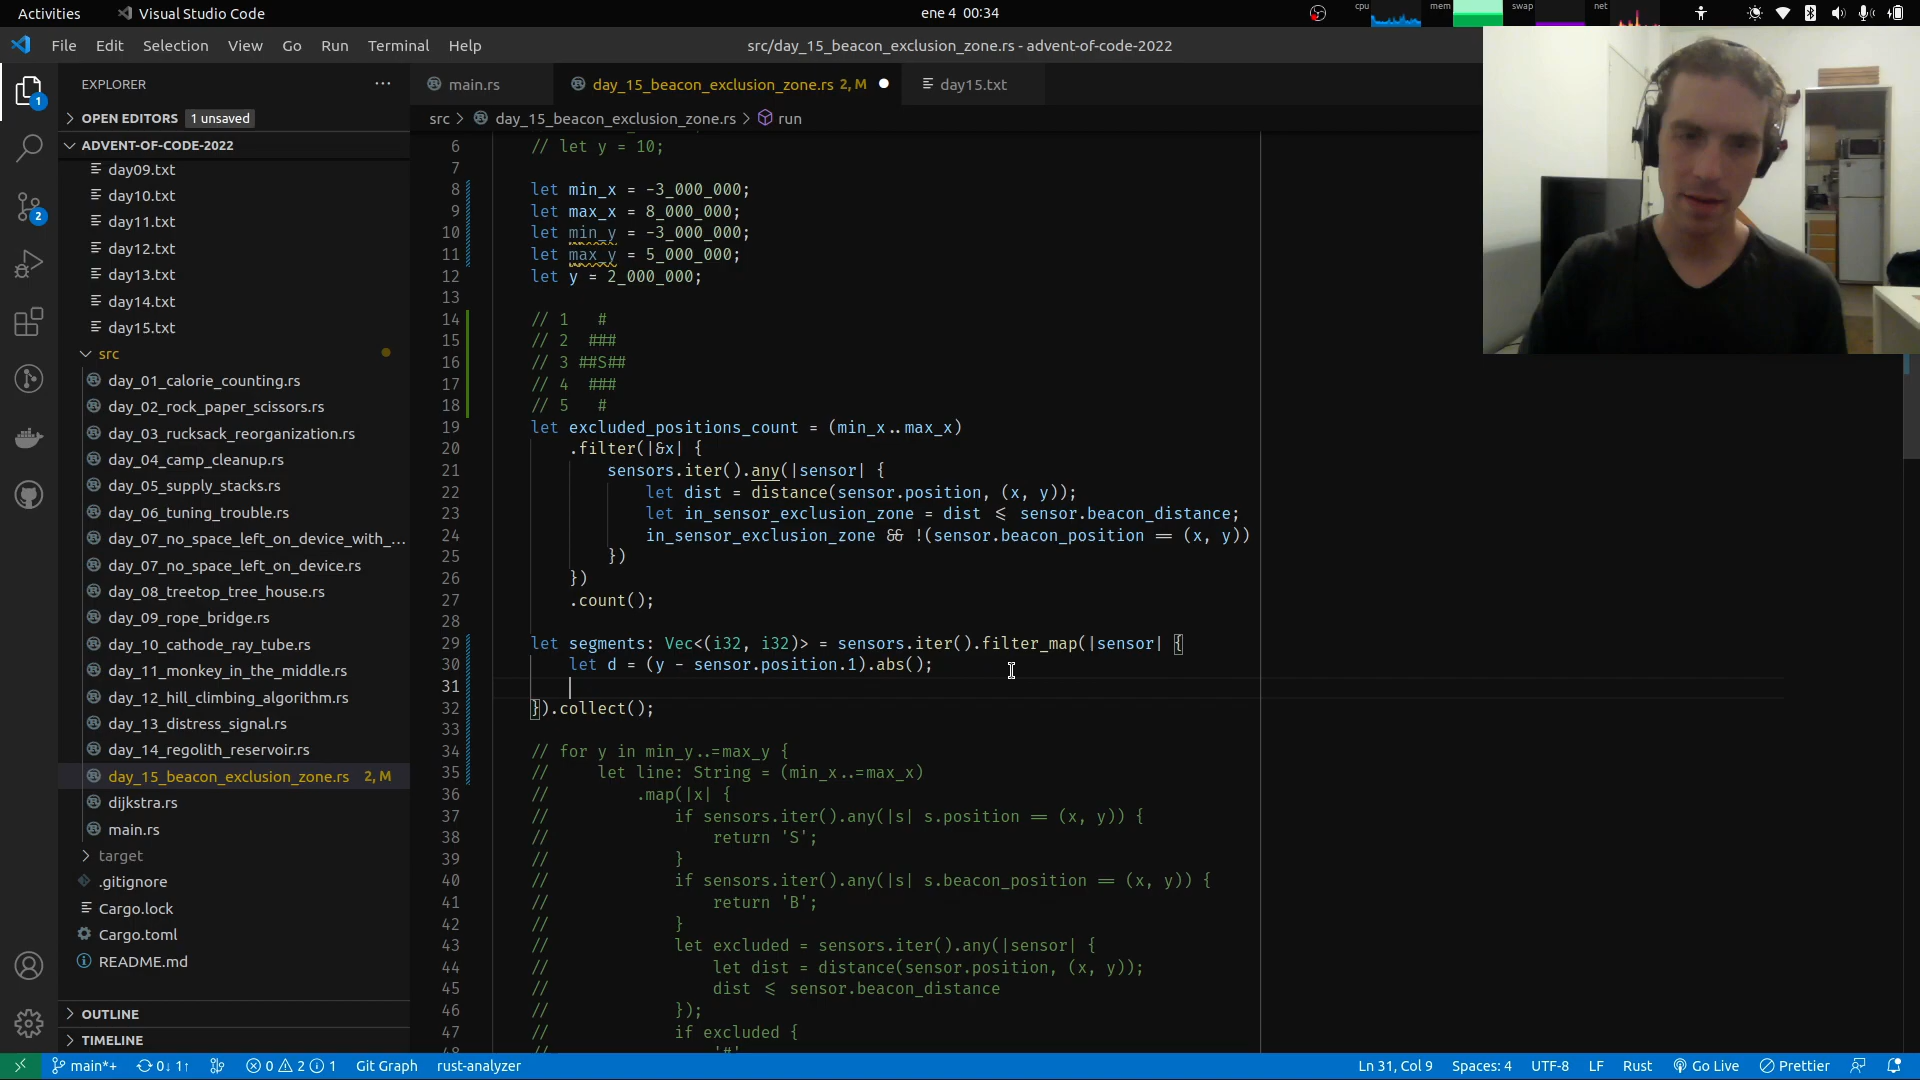 Activities Visual Studio Code ene 4 00:34 cpu mem swap net
File Edit Selection View Go Run Terminal Help src/day_15_beacon_exclusion_zone.rs - advent-of-code-2022
EXPLORER ··· main.rs day_15_beacon_exclusion_zone.rs 2, M day15.txt
1
OPEN EDITORS 1 unsaved
src > day_15_beacon_exclusion_zone.rs > run
ADVENT-OF-CODE-2022
day09.txt
day10.txt
day11.txt
2
day12.txt
day13.txt
day14.txt
day15.txt
src
day_01_calorie_counting.rs
day_02_rock_paper_scissors.rs
day_03_rucksack_reorganization.rs
day_04_camp_cleanup.rs
day_05_supply_stacks.rs
day_06_tuning_trouble.rs
day_07_no_space_left_on_device_with_...
day_07_no_space_left_on_device.rs
day_08_treetop_tree_house.rs
day_09_rope_bridge.rs
day_10_cathode_ray_tube.rs
day_11_monkey_in_the_middle.rs
day_12_hill_climbing_algorithm.rs
day_13_distress_signal.rs
day_14_regolith_reservoir.rs
day_15_beacon_exclusion_zone.rs 2, M
dijkstra.rs
main.rs
target
.gitignore
Cargo.lock
Cargo.toml
README.md
OUTLINE
TIMELINE
6 // let y = 10;
7
8 let min_x = -3_000_000;
9 let max_x = 8_000_000;
10 let min_y = -3_000_000;
11 let max_y = 5_000_000;
12 let y = 2_000_000;
13
14 // 1   #
15 // 2  ###
16 // 3 ##S##
17 // 4  ###
18 // 5   #
19 let excluded_positions_count = (min_x..max_x)
20 .filter(|&x| {
21 sensors.iter().any(|sensor| {
22 let dist = distance(sensor.position, (x, y));
23 let in_sensor_exclusion_zone = dist <= sensor.beacon_distance;
24 in_sensor_exclusion_zone && !(sensor.beacon_position == (x, y))
25 })
26 })
27 .count();
28
29 let segments: Vec<(i32, i32)> = sensors.iter().filter_map(|sensor| {
30 let d = (y - sensor.position.1).abs();
31
32 }).collect();
33
34 // for y in min_y..=max_y {
35 //     let line: String = (min_x..=max_x)
36 //         .map(|x| {
37 //             if sensors.iter().any(|s| s.position == (x, y)) {
38 //                 return 'S';
39 //             }
40 //             if sensors.iter().any(|s| s.beacon_position == (x, y)) {
41 //                 return 'B';
42 //             }
43 //             let excluded = sensors.iter().any(|sensor| {
44 //                 let dist = distance(sensor.position, (x, y));
45 //                 dist <= sensor.beacon_distance
46 //             });
47 //             if excluded {
48 //                 '#'
main*+ 0↓ 1↑ 0 2 1 Git Graph rust-analyzer Ln 31, Col 9 Spaces: 4 UTF-8 LF Rust Go Live Prettier